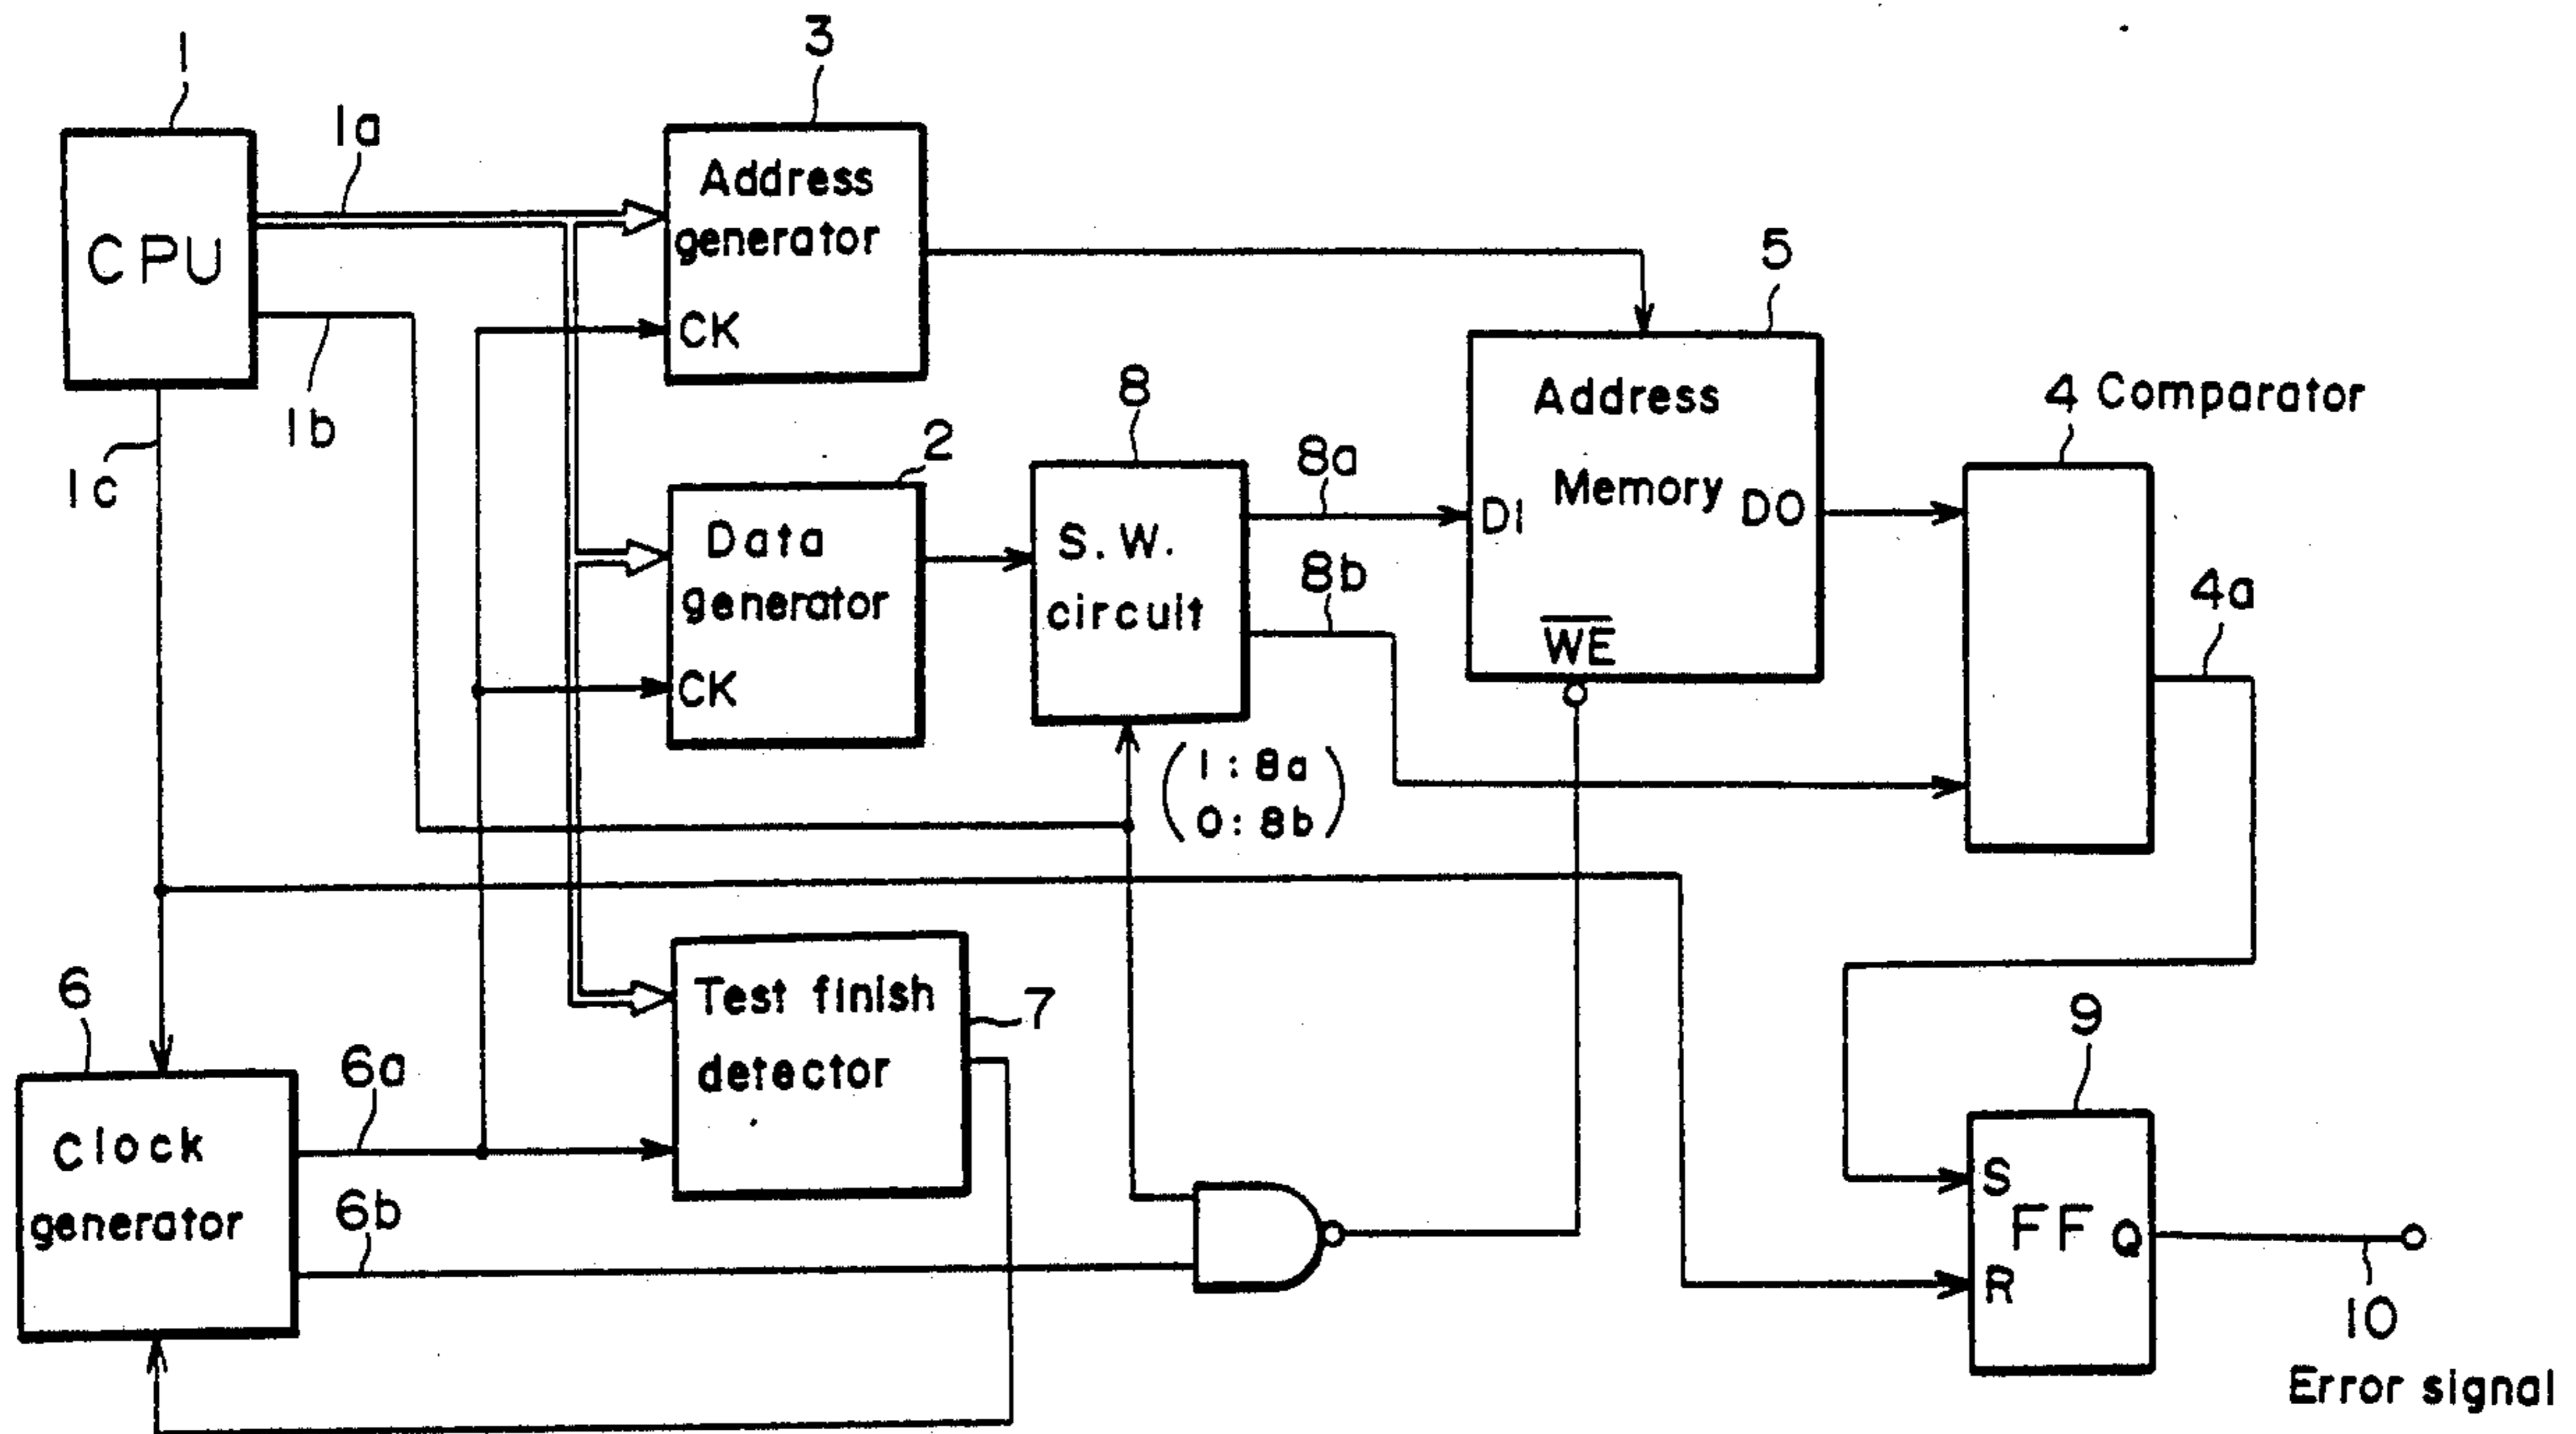 1
CPU
1a
1b
1c
3
Address
generator
CK
2
Data
generator
CK
8
S.W.
circuit
8a
8b
(1:8a
0:8b)
5
Address
Memory
DI
DO
W̅E̅
4 Comparator
4a
6
Clock
generator
6a
6b
Test finish
detector
7
9
S
FF
Q
R
10
Error signal